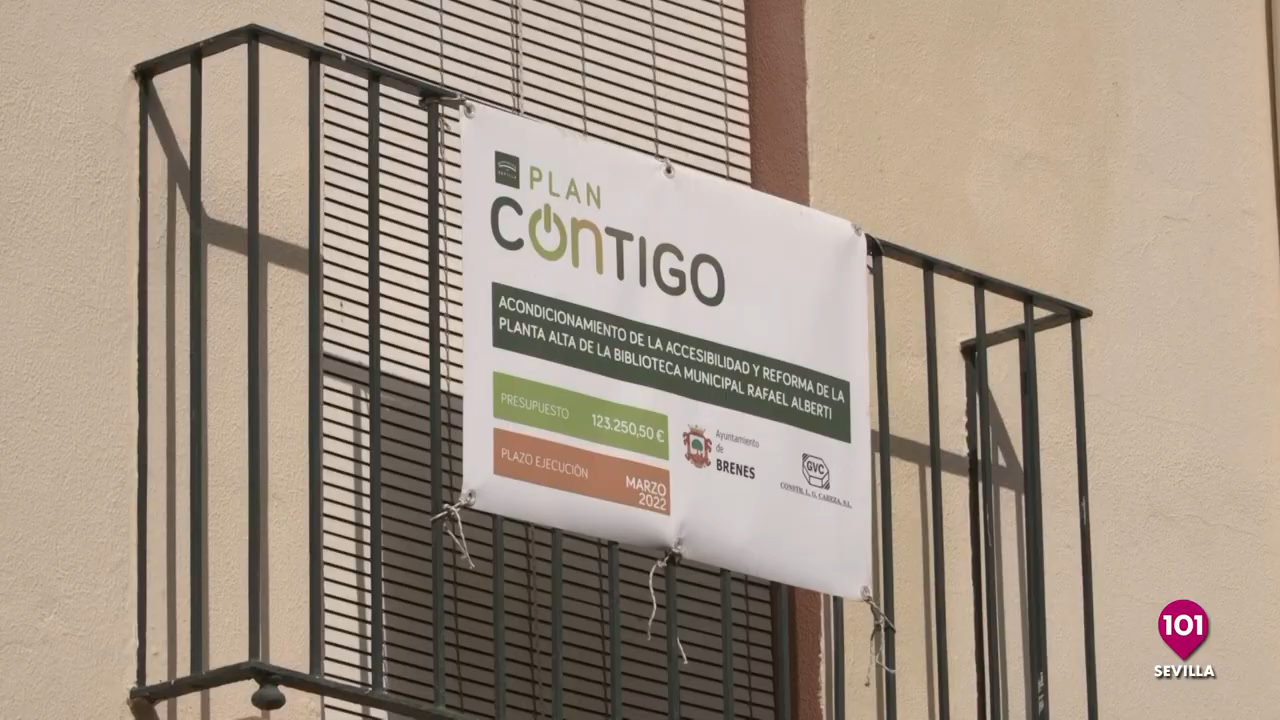 SEVILLA
PLAN
CONTIGO
ACONDICIONAMIENTO DE LA ACCESIBILIDAD Y REFORMA DE LA
PLANTA ALTA DE LA BIBLIOTECA MUNICIPAL RAFAEL ALBERTI
PRESUPUESTO 123.250,50 €
PLAZO EJECUCIÓN MARZO
2022
Ayuntamiento
de
BRENES
GVC
CONSTR. L. G. CABEZA, S.L.
101
SEVILLA